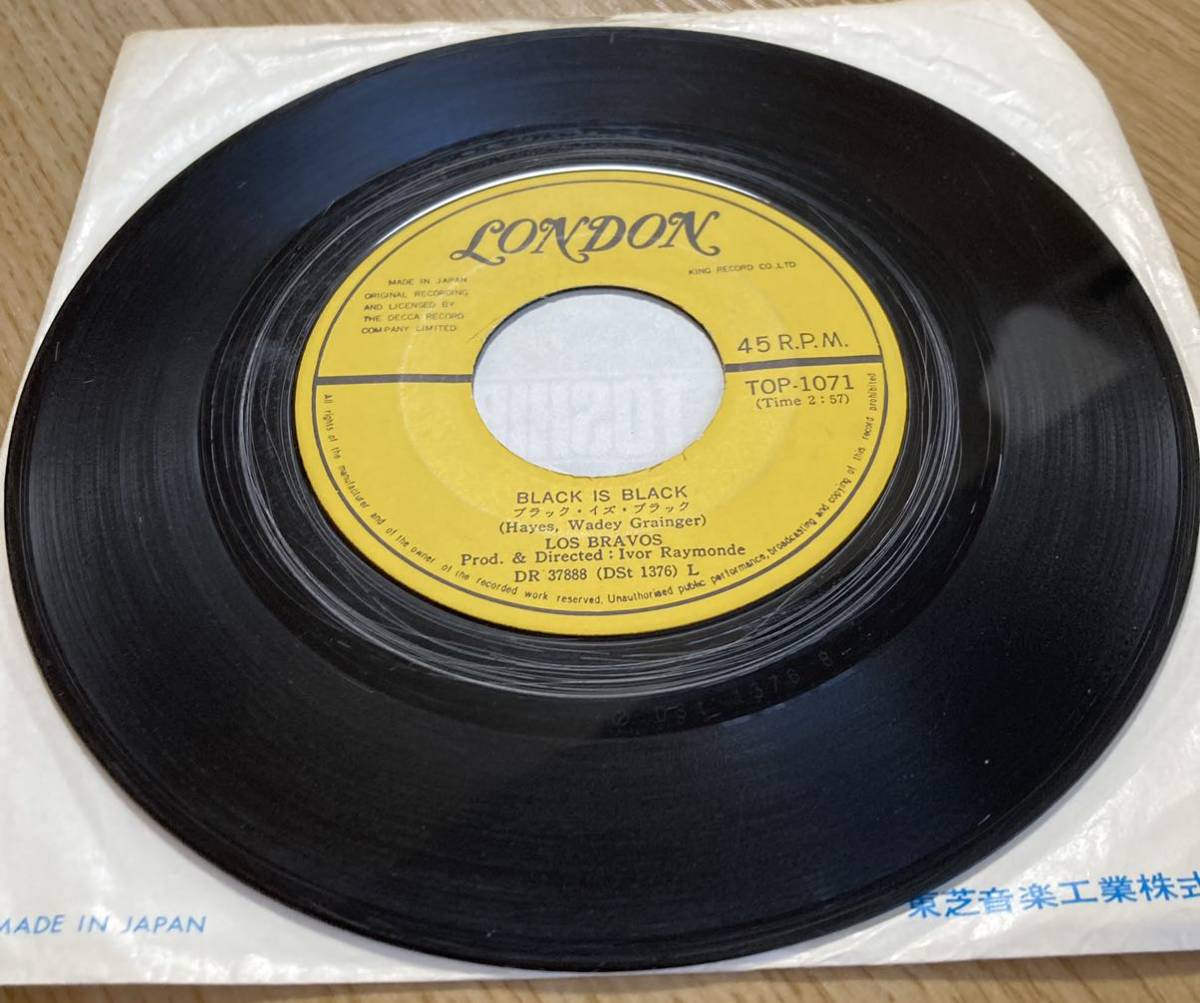 LONDON
MADE IN JAPAN
ORIGINAL RECORDING
AND LICENSED BY
THE DECCA RECORD
COMPANY LIMITED
KING RECORD CO.,LTD
45 R.P.M.
TOP-1071
(Time 2:57)
BLACK IS BLACK
ブラック・イズ・ブラック
(Hayes, Wadey Grainger)
LOS BRAVOS
Prod. & Directed : Ivor Raymonde
DR 37888 (DSt 1376) L
All rights of the manufacturer and of the owner of the recorded work reserved. Unauthorised public performance, broadcasting and copying of this record prohibited
MADE IN JAPAN
東芝音楽工業株式